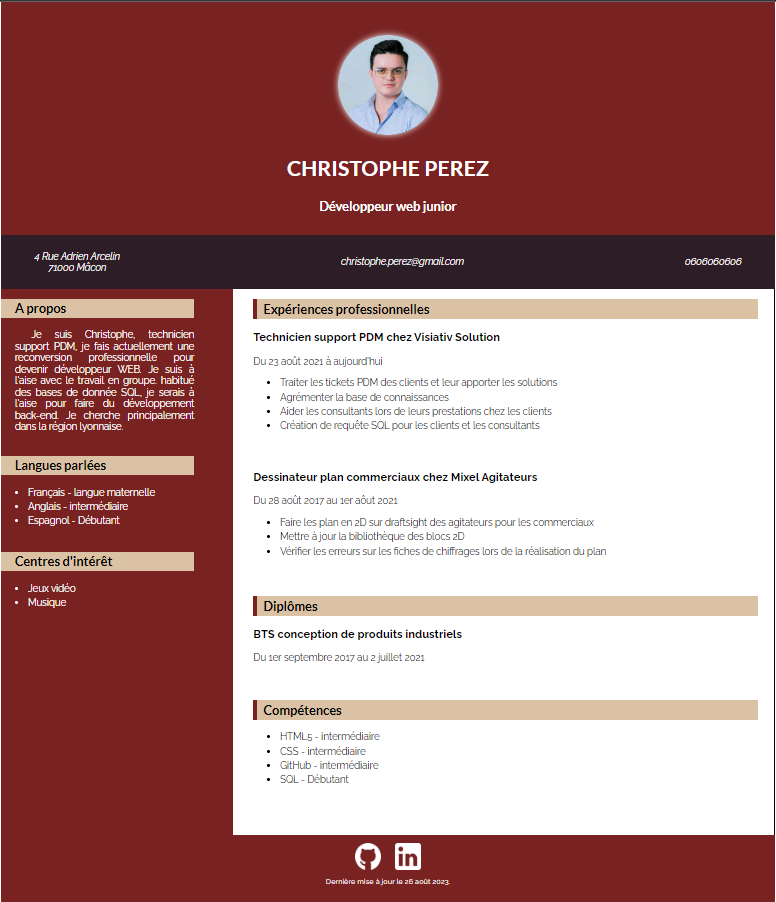 CHRISTOPHE PEREZ
Développeur web junior
4 Rue Adrien Arcelin
71000 Mâcon
christophe.perez@gmail.com
0606060606
A propos
Je suis Christophe, technicien
support PDM, je fais actuellement une
reconversion professionnelle pour
devenir développeur WEB. Je suis à
l'aise avec le travail en groupe. habitué
des bases de donnée SQL, je serais à
l'aise pour faire du développement
back-end. Je cherche principalement
dans la région lyonnaise.
Langues parlées
Français - langue maternelle
Anglais - intermédiaire
Espagnol - Débutant
Centres d'intérêt
Jeux vidéo
Musique
Expériences professionnelles
Technicien support PDM chez Visiativ Solution
Du 23 août 2021 à aujourd'hui
Traiter les tickets PDM des clients et leur apporter les solutions
Agrémenter la base de connaissances
Aider les consultants lors de leurs prestations chez les clients
Création de requête SQL pour les clients et les consultants
Dessinateur plan commerciaux chez Mixel Agitateurs
Du 28 août 2017 au 1er aôut 2021
Faire les plan en 2D sur draftsight des agitateurs pour les commerciaux
Mettre à jour la bibliothèque des blocs 2D
Vérifier les erreurs sur les fiches de chiffrages lors de la réalisation du plan
Diplômes
BTS conception de produits industriels
Du 1er septembre 2017 au 2 juillet 2021
Compétences
HTML5 - intermédiaire
CSS - intermédiaire
GitHub - intermédiaire
SQL - Débutant
in
Dernière mise à jour le 26 août 2023.